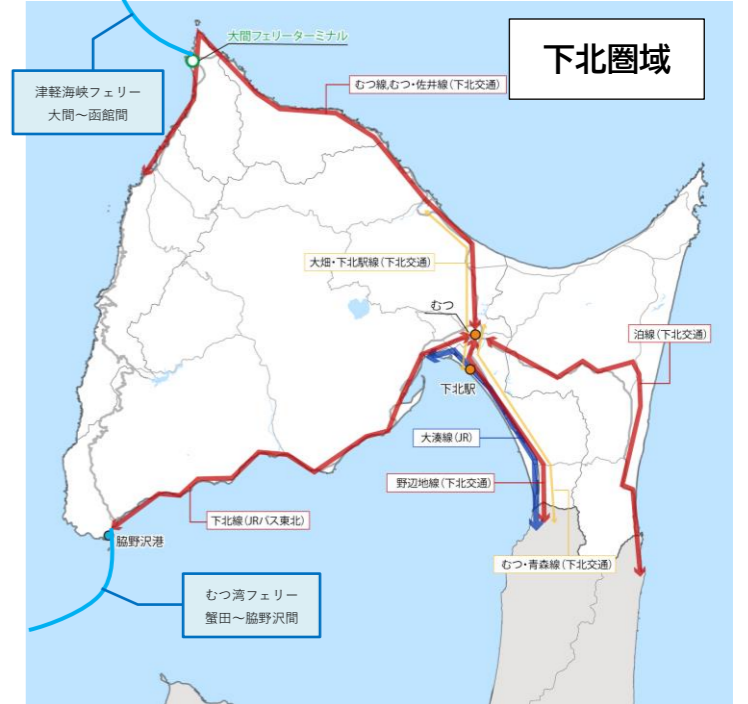 下北圏域
大間フェリーターミナル
津軽海峡フェリー
大間～函館間
むつ線,むつ・佐井線(下北交通)
大畑・下北駅線(下北交通)
むつ
泊線(下北交通)
下北駅
大湊線(JR)
野辺地線(下北交通)
下北線(JRバス東北)
脇野沢港
むつ・青森線(下北交通)
むつ湾フェリー
蟹田～脇野沢間